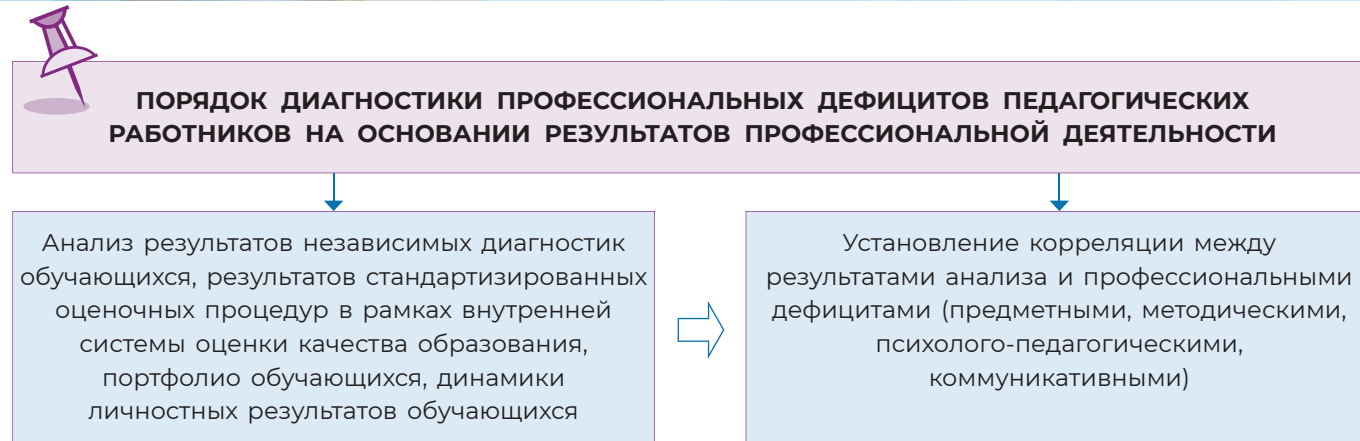 ПОРЯДОК ДИАГНОСТИКИ ПРОФЕССИОНАЛЬНЫХ ДЕФИЦИТОВ ПЕДАГОГИЧЕСКИХ
РАБОТНИКОВ НА ОСНОВАНИИ РЕЗУЛЬТАТОВ ПРОФЕССИОНАЛЬНОЙ ДЕЯТЕЛЬНОСТИ
Анализ результатов независимых диагностик
обучающихся, результатов стандартизированных
оценочных процедур в рамках внутренней
системы оценки качества образования,
портфолио обучающихся, динамики
личностных результатов обучающихся
Установление корреляции между
результатами анализа и профессиональными
дефицитами (предметными, методическими,
психолого-педагогическими,
коммуникативными)